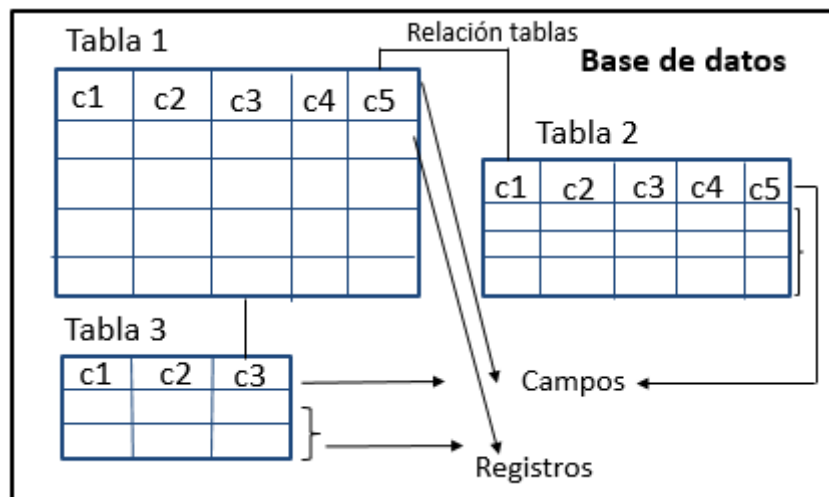 Tabla 1
Relación tablas
Base de datos
c1 c2 c3 c4 c5
Tabla 2
c1 c2 c3 c4 c5
Tabla 3
c1 c2 c3
Campos
Registros